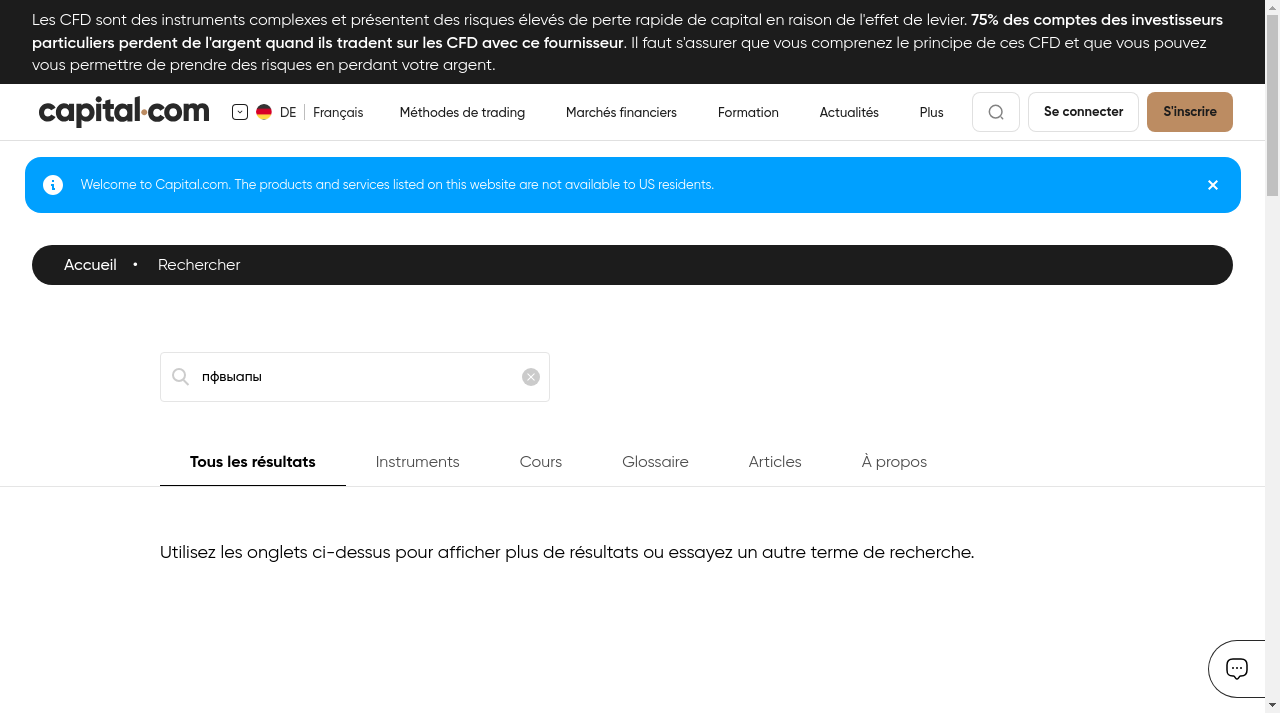 Les CFD sont des instruments complexes et présentent des risques élevés de perte rapide de capital en raison de l'effet de levier. 75% des comptes des investisseurs
particuliers perdent de l'argent quand ils tradent sur les CFD avec ce fournisseur. Il faut s'assurer que vous comprenez le principe de ces CFD et que vous pouvez
vous permettre de prendre des risques en perdant votre argent.
capital.com DE Français Méthodes de trading Marchés financiers Formation Actualités Plus Se connecter S'inscrire
Welcome to Capital.com. The products and services listed on this website are not available to US residents.
Accueil • Rechercher
пфвыапы
Tous les résultats Instruments Cours Glossaire Articles À propos
Utilisez les onglets ci-dessus pour afficher plus de résultats ou essayez un autre terme de recherche.